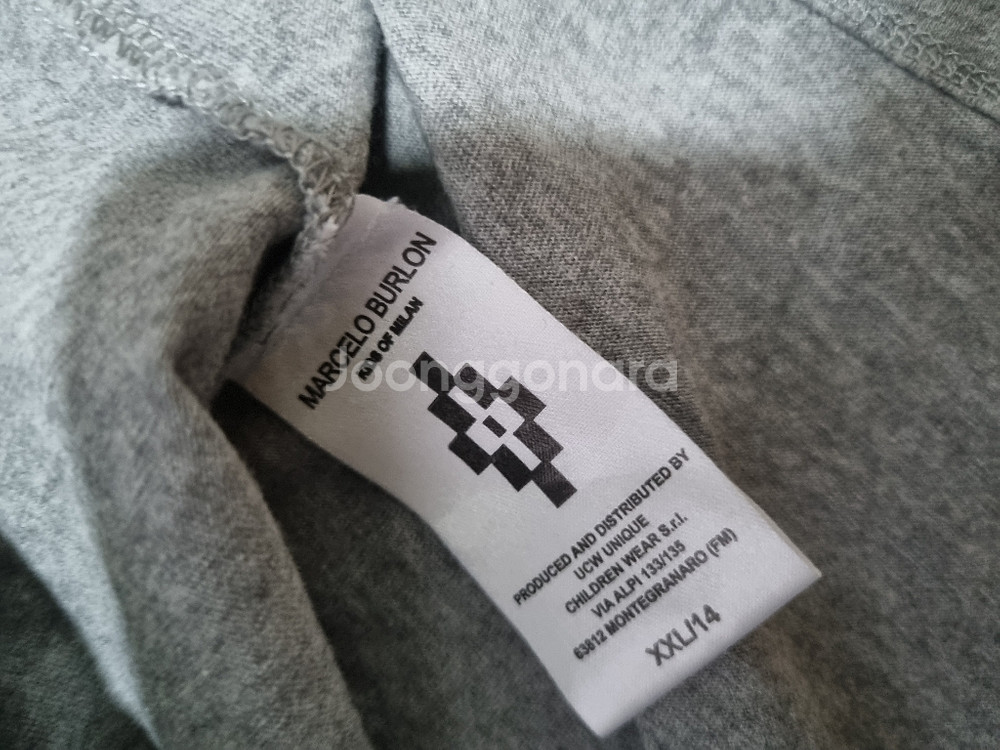 MARCELO BURLON
KIDS OF MILAN
Joonggonara
PRODUCED AND DISTRIBUTED BY
UCW UNIQUE
CHILDREN WEAR S.r.l.
VIA ALPI 133/135
63812 MONTEGRANARO (FM)
XXL/14